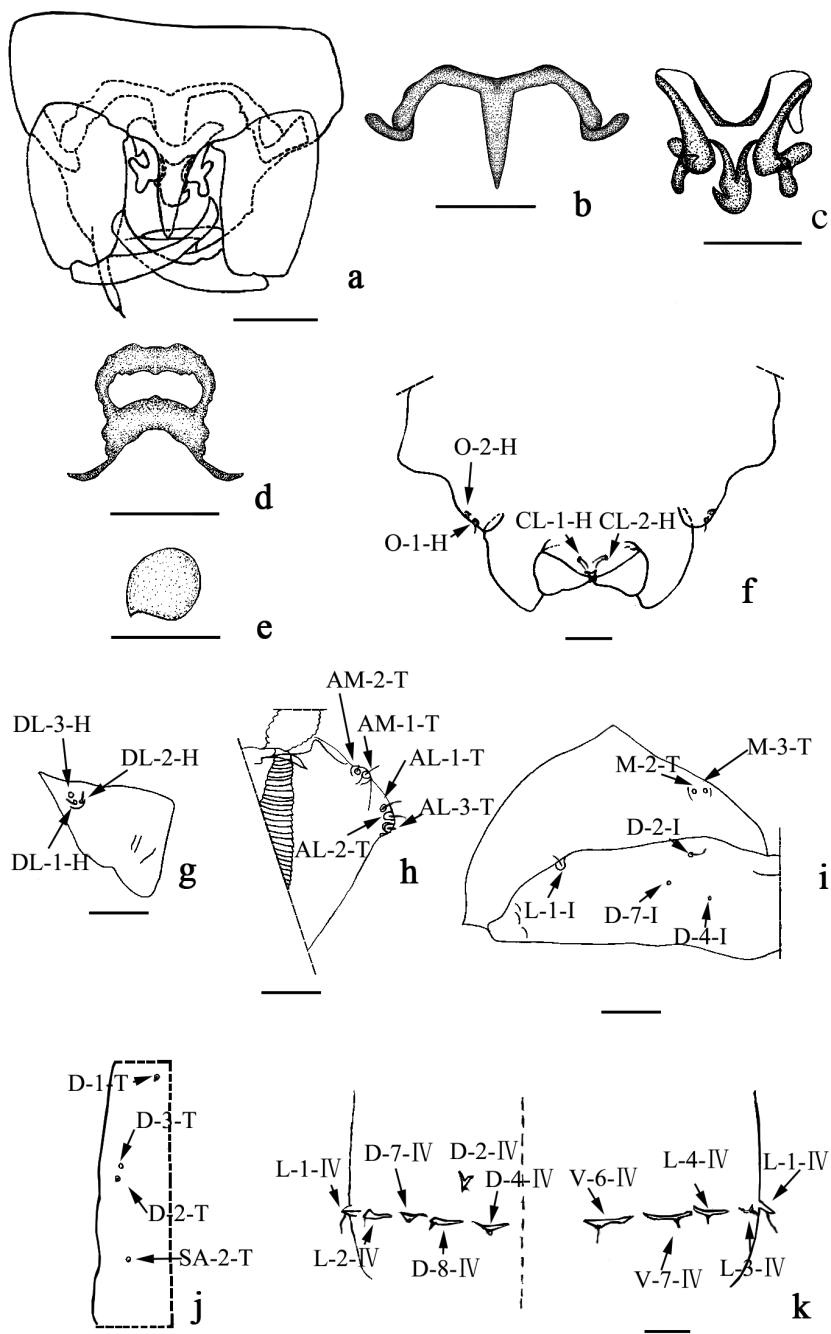 a
b
c
d
e
O-2-H
O-1-H
CL-1-H CL-2-H
f
DL-3-H
DL-2-H
DL-1-H
g
AM-2-T
AM-1-T
AL-1-T
AL-3-T
AL-2-T
h
M-3-T
M-2-T
D-2-I
L-1-I
D-7-I
D-4-I
i
D-1-T
D-3-T
D-2-T
SA-2-T
j
L-1-Ⅳ
D-7-Ⅳ
D-2-Ⅳ
D-4-Ⅳ
L-2-Ⅳ
D-8-Ⅳ
V-6-Ⅳ
L-4-Ⅳ
L-1-Ⅳ
V-7-Ⅳ
L-3-Ⅳ
k